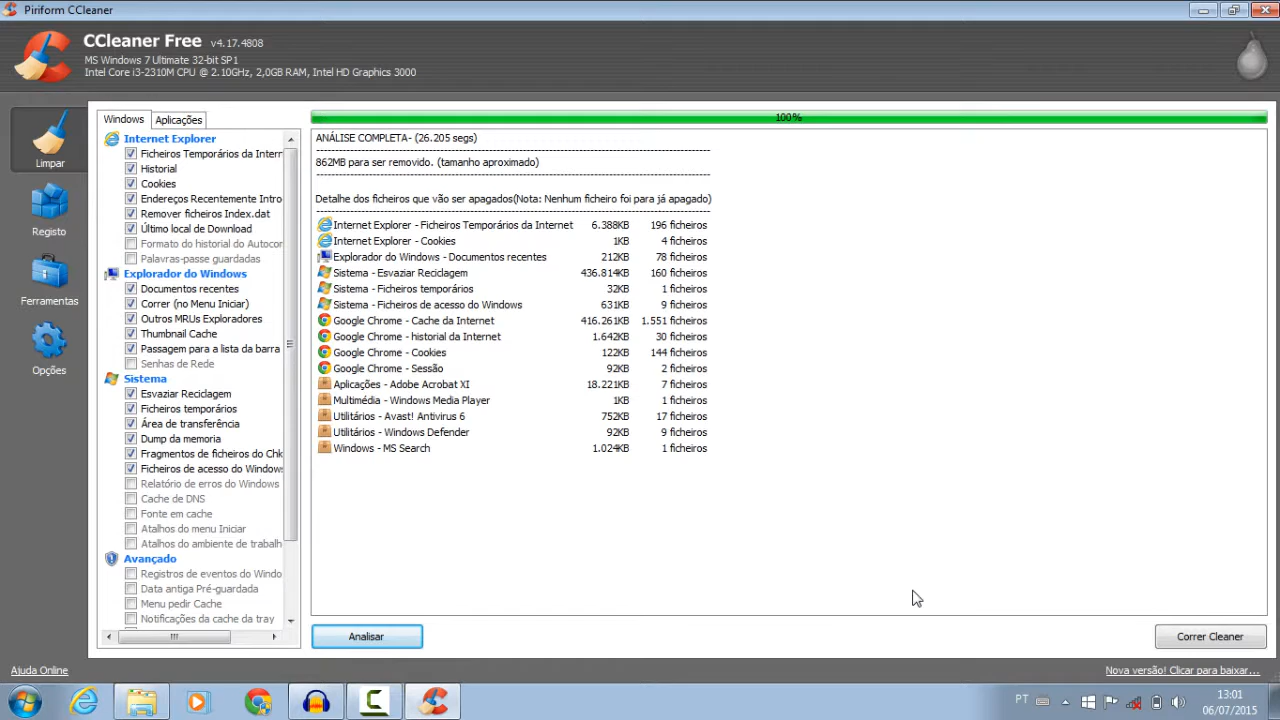 Piriform CCleaner
CCleaner Free v4.17.4808
MS Windows 7 Ultimate 32-bit SP1
Intel Core i3-2310M CPU @ 2.10GHz, 2,0GB RAM, Intel HD Graphics 3000
Limpar
Registo
Ferramentas
Opções
Windows
Aplicações
Internet Explorer
Ficheiros Temporários da Interr
Historial
Cookies
Endereços Recentemente Intro
Remover ficheiros Index.dat
Último local de Download
Formato do historial do Autocor
Palavras-passe guardadas
Explorador do Windows
Documentos recentes
Correr (no Menu Iniciar)
Outros MRUs Exploradores
Thumbnail Cache
Passagem para a lista da barra
Senhas de Rede
Sistema
Esvaziar Reciclagem
Ficheiros temporários
Área de transferência
Dump da memoria
Fragmentos de ficheiros do Chk
Ficheiros de acesso do Windows
Relatório de erros do Windows
Cache de DNS
Fonte em cache
Atalhos do menu Iniciar
Atalhos do ambiente de trabalh
Avançado
Registros de eventos do Windo
Data antiga Pré-guardada
Menu pedir Cache
Notificações da cache da tray
100%
ANÁLISE COMPLETA- (26.205 segs)
862MB para ser removido. (tamanho aproximado)
Detalhe dos ficheiros que vão ser apagados(Nota: Nenhum ficheiro foi para já apagado)
Internet Explorer - Ficheiros Temporários da Internet 6.388KB 196 ficheiros
Internet Explorer - Cookies 1KB 4 ficheiros
Explorador do Windows - Documentos recentes 212KB 78 ficheiros
Sistema - Esvaziar Reciclagem 436.814KB 160 ficheiros
Sistema - Ficheiros temporários 32KB 1 ficheiros
Sistema - Ficheiros de acesso do Windows 631KB 9 ficheiros
Google Chrome - Cache da Internet 416.261KB 1.551 ficheiros
Google Chrome - historial da Internet 1.642KB 30 ficheiros
Google Chrome - Cookies 122KB 144 ficheiros
Google Chrome - Sessão 92KB 2 ficheiros
Aplicações - Adobe Acrobat XI 18.221KB 7 ficheiros
Multimédia - Windows Media Player 1KB 1 ficheiros
Utilitários - Avast! Antivirus 6 752KB 17 ficheiros
Utilitários - Windows Defender 92KB 9 ficheiros
Windows - MS Search 1.024KB 1 ficheiros
Analisar
Correr Cleaner
Ajuda Online
Nova versão! Clicar para baixar...
PT
13:01
06/07/2015